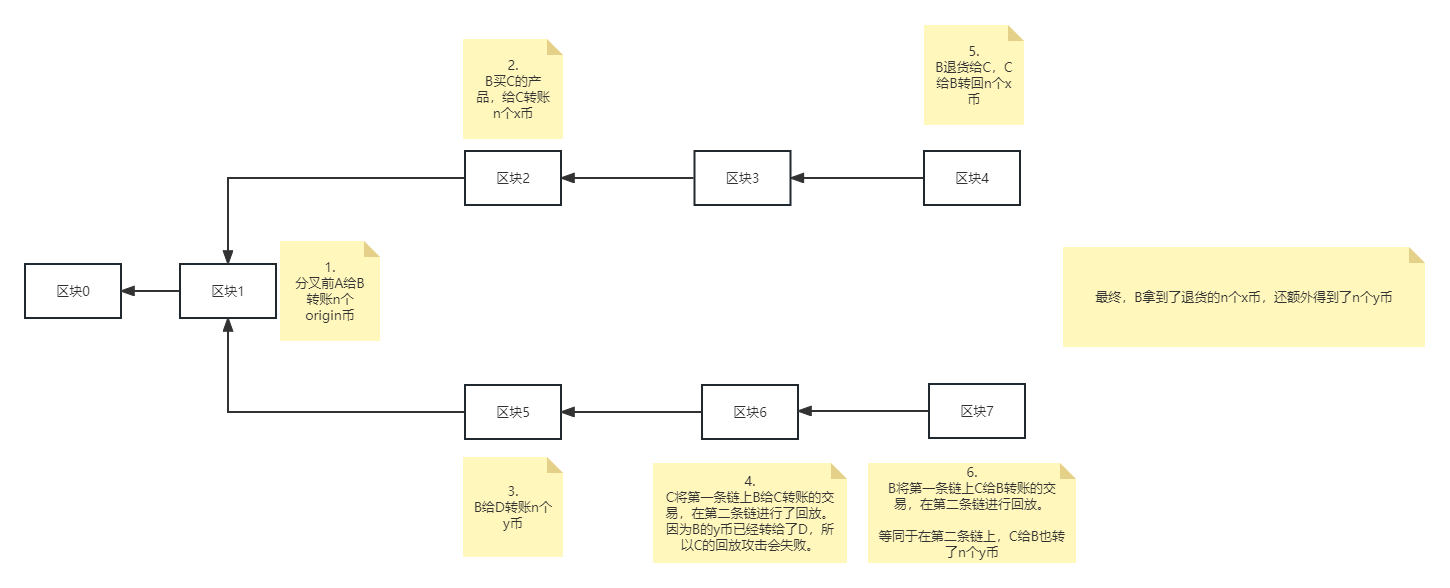 2.
B买C的产
品，给C转账
n个x币
5.
B退货给C，C
给B转回n个x
币
区块2
区块3
区块4
区块0
区块1
1.
分叉前A给B
转账n个
origin币
最终，B拿到了退货的n个x币，还额外得到了n个y币
区块5
区块6
区块7
3.
B给D转账n个
y币
4.
C将第一条链上B给C转账的交
易，在第二条链进行了回放。
因为B的y币已经转给了D，所
以C的回放攻击会失败。
6.
B将第一条链上C给B转账的交
易，在第二条链进行回放。
等同于在第二条链上，C给B也转
了n个y币